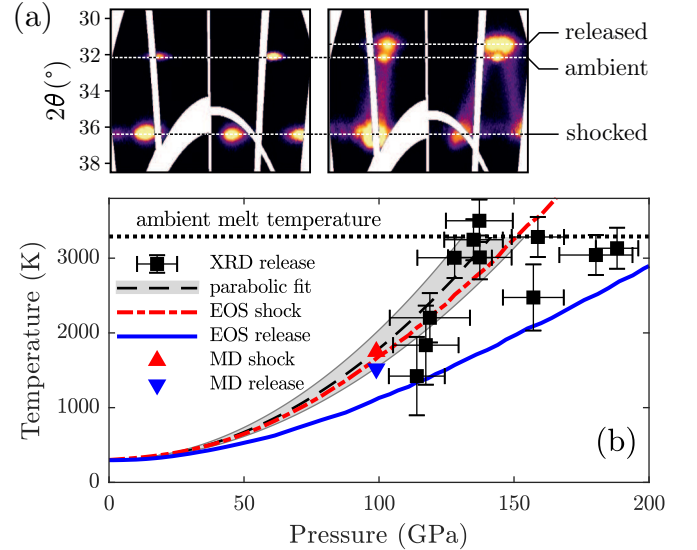 (a)
30
32
34
36
38
2θ(°)
released
ambient
shocked
ambient melt temperature
XRD release
parabolic fit
EOS shock
EOS release
MD shock
MD release
(b)
3000
2000
1000
0
Temperature (K)
0 50 100 150 200
Pressure (GPa)